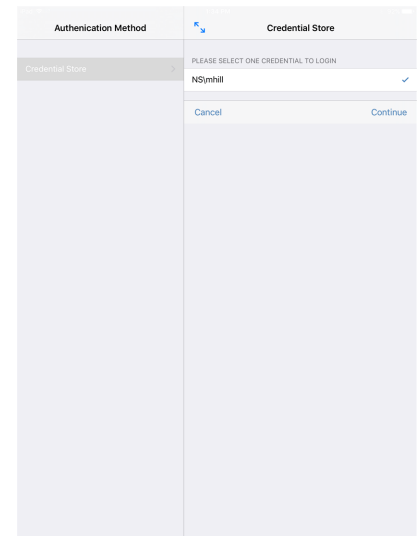 Authenication Method
Credential Store
Credential Store
PLEASE SELECT ONE CREDENTIAL TO LOGIN
NS\mhill
Cancel
Continue